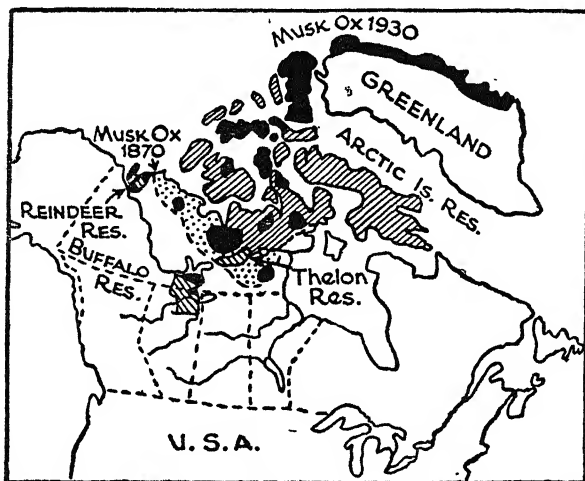 Musk Ox 1930
GREENLAND
Musk Ox
1870
ARCTIC Is. RES.
REINDEER
RES.
BUFFALO
RES.
Thelon
Res.
U.S.A.